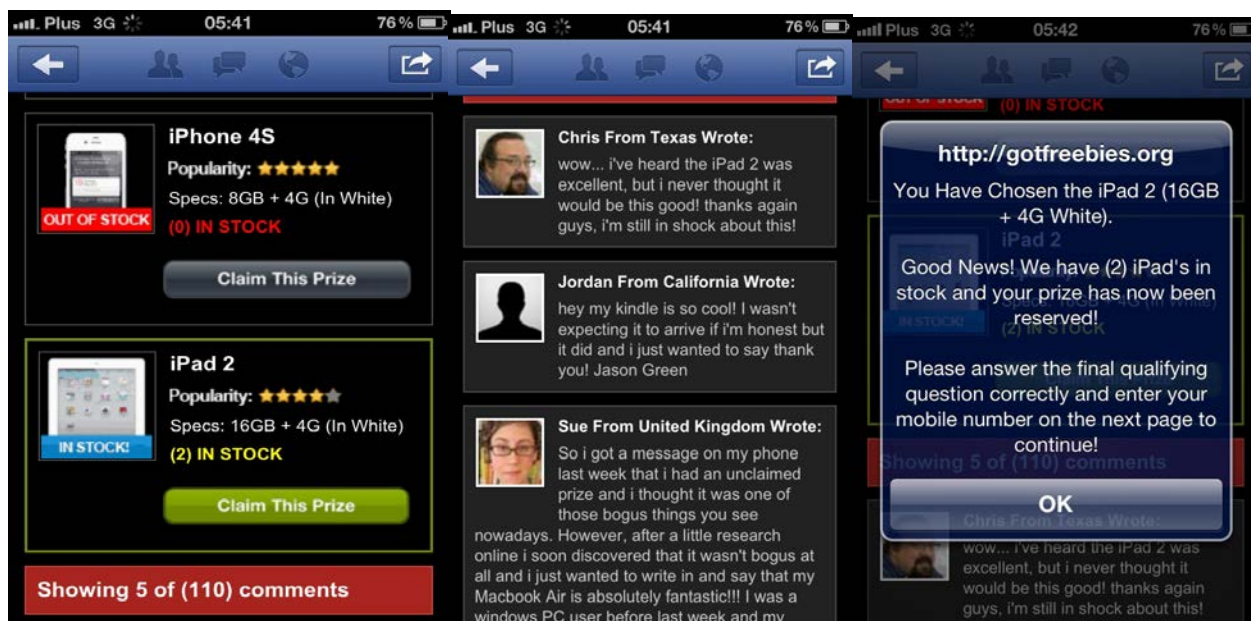 Plus 3G 05:41 76%
iPhone 4S
Popularity:
Specs: 8GB + 4G (In White)
OUT OF STOCK
(0) IN STOCK
Claim This Prize
iPad 2
Popularity:
Specs: 16GB + 4G (In White)
IN STOCK!
(2) IN STOCK
Claim This Prize
Showing 5 of (110) comments
Plus 3G 05:41 76%
Chris From Texas Wrote:
wow... i've heard the iPad 2 was
excellent, but i never thought it
would be this good! thanks again
guys, i'm still in shock about this!
Jordan From California Wrote:
hey my kindle is so cool! I wasn't
expecting it to arrive if i'm honest but
it did and i just wanted to say thank
you! Jason Green
Sue From United Kingdom Wrote:
So i got a message on my phone
last week that i had an unclaimed
prize and i thought it was one of
those bogus things you see
nowadays. However, after a little research
online i soon discovered that it wasn't bogus at
all and i just wanted to write in and say that my
Macbook Air is absolutely fantastic!!! I was a
windows PC user before last week and my
Plus 3G 05:42 76%
OUT OF STOCK
(0) IN STOCK
http://gotfreebies.org
You Have Chosen the iPad 2 (16GB
+ 4G White).
iPad 2
Good News! We have (2) iPad's in
stock and your prize has now been
reserved!
IN STOCK!
(2) IN STOCK
Please answer the final qualifying
question correctly and enter your
mobile number on the next page to
continue!
Showing 5 of (110) comments
OK
Chris From Texas Wrote:
wow... i've heard the iPad 2 was
excellent, but i never thought it
would be this good! thanks again
guys, i'm still in shock about this!